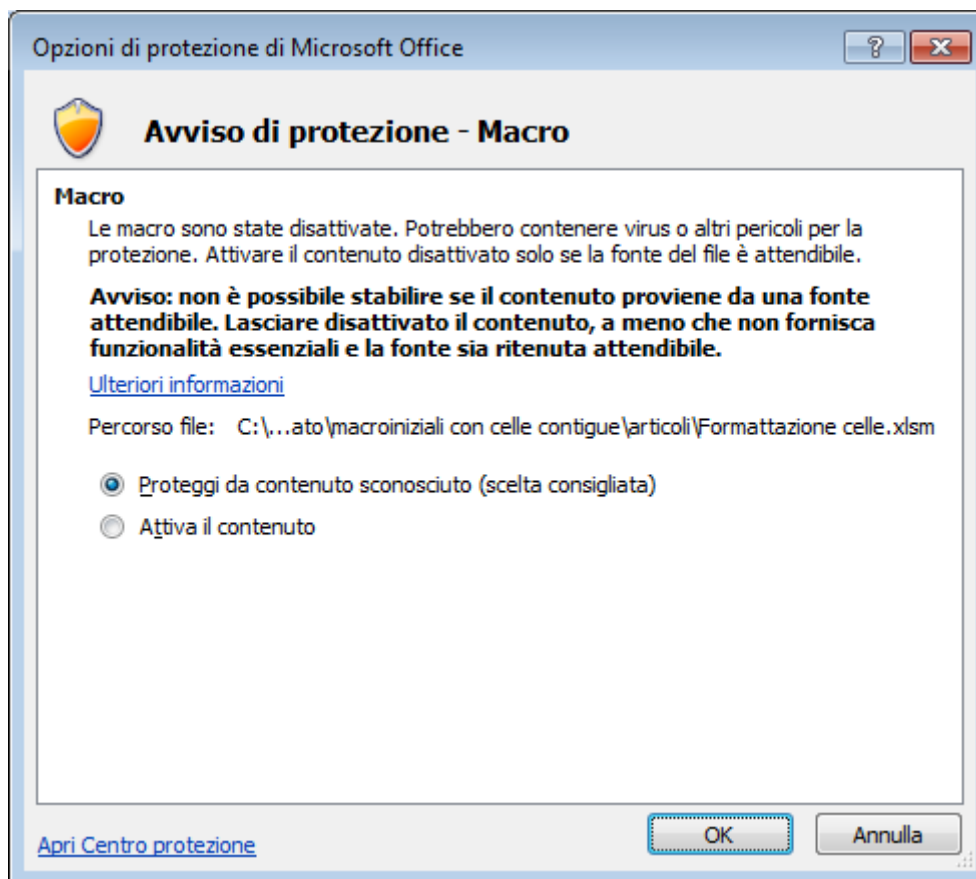 Opzioni di protezione di Microsoft Office
?
Avviso di protezione - Macro
Macro
Le macro sono state disattivate. Potrebbero contenere virus o altri pericoli per la
protezione. Attivare il contenuto disattivato solo se la fonte del file è attendibile.
Avviso: non è possibile stabilire se il contenuto proviene da una fonte
attendibile. Lasciare disattivato il contenuto, a meno che non fornisca
funzionalità essenziali e la fonte sia ritenuta attendibile.
Ulteriori informazioni
Percorso file: C:\...ato\macroiniziali con celle contigue\articoli\Formattazione celle.xlsm
Proteggi da contenuto sconosciuto (scelta consigliata)
Attiva il contenuto
Apri Centro protezione
OK
Annulla